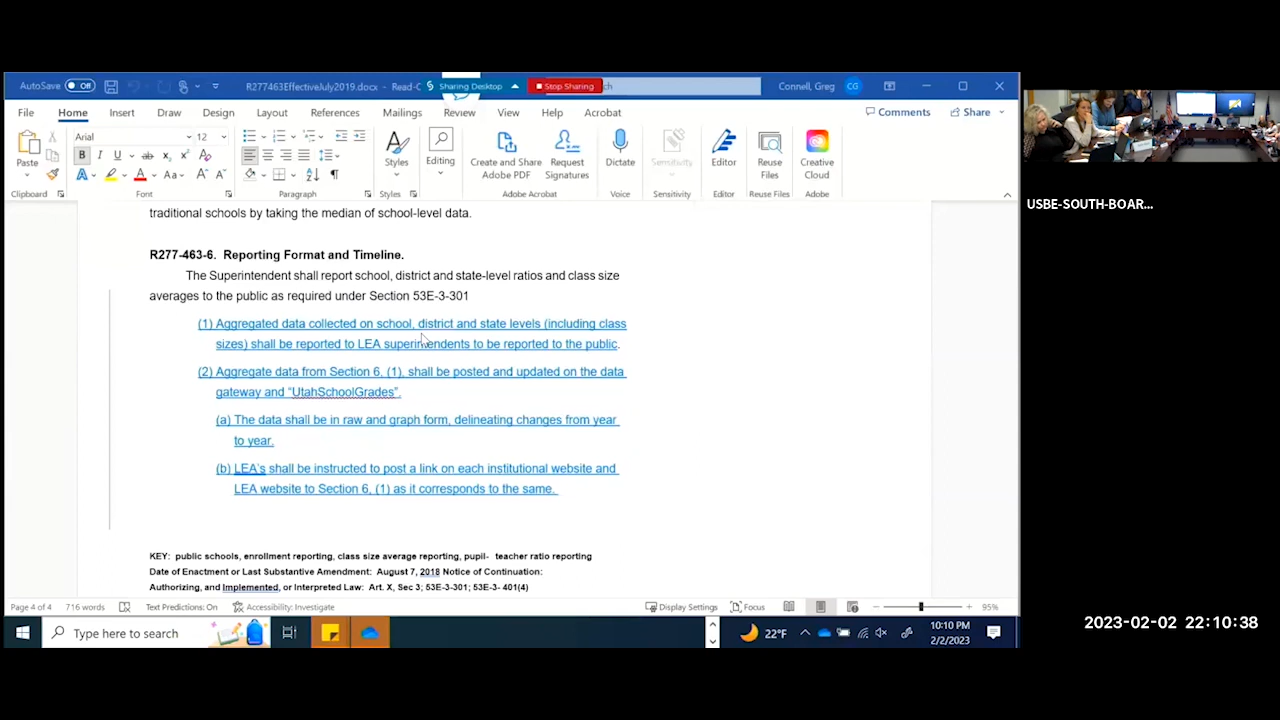 AutoSave Off R277463EffectiveJuly2019.docx - Read- Sharing Desktop Stop Sharing Connell, Greg CG
File Home Insert Draw Design Layout References Mailings Review View Help Acrobat Comments Share
Arial 12
Paste Styles Editing Create and Share Adobe PDF Request Signatures Dictate Sensitivity Editor Reuse Files Creative Cloud
Clipboard Font Paragraph Styles Adobe Acrobat Voice Sensitivity Editor Reuse Files Adobe
traditional schools by taking the median of school-level data.
R277-463-6. Reporting Format and Timeline.
The Superintendent shall report school, district and state-level ratios and class size
averages to the public as required under Section 53E-3-301
(1) Aggregated data collected on school, district and state levels (including class
sizes) shall be reported to LEA superintendents to be reported to the public.
(2) Aggregate data from Section 6, (1), shall be posted and updated on the data
gateway and “UtahSchoolGrades”.
(a) The data shall be in raw and graph form, delineating changes from year
to year.
(b) LEA's shall be instructed to post a link on each institutional website and
LEA website to Section 6, (1) as it corresponds to the same.
KEY: public schools, enrollment reporting, class size average reporting, pupil- teacher ratio reporting
Date of Enactment or Last Substantive Amendment: August 7, 2018 Notice of Continuation:
Authorizing, and Implemented, or Interpreted Law: Art. X, Sec 3; 53E-3-301; 53E-3- 401(4)
Page 4 of 4 716 words Text Predictions: On Accessibility: Investigate Display Settings Focus 95%
Type here to search 22°F 10:10 PM
2/2/2023
USBE-SOUTH-BOAR...
2023-02-02 22:10:38